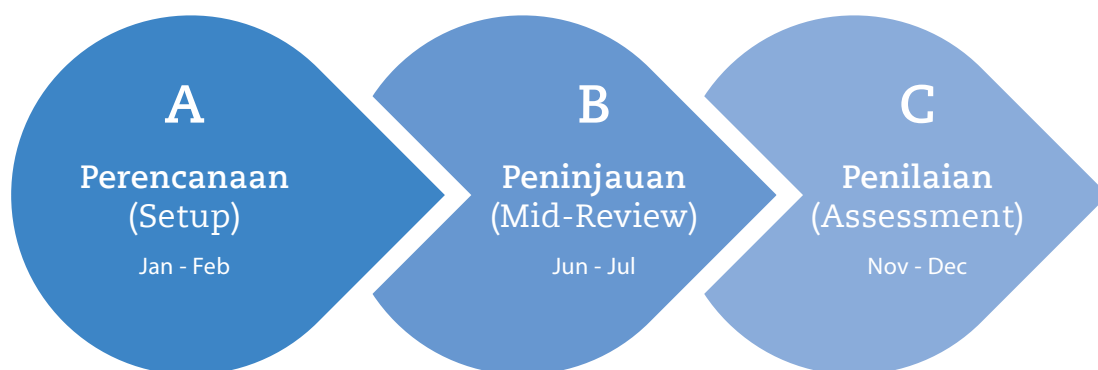 A
Perencanaan
(Setup)
Jan - Feb
B
Peninjauan
(Mid-Review)
Jun - Jul
C
Penilaian
(Assessment)
Nov - Dec